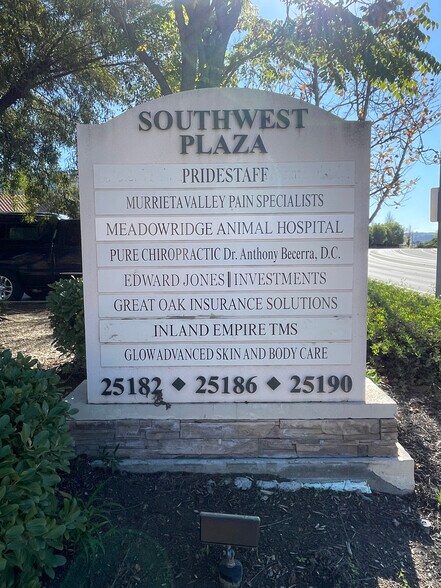 SOUTHWEST
PLAZA
PRIDESTAFF
MURRIETA VALLEY PAIN SPECIALISTS
MEADOWRIDGE ANIMAL HOSPITAL
PURE CHIROPRACTIC Dr. Anthony Becerra, D.C.
EDWARD JONES || INVESTMENTS
GREAT OAK INSURANCE SOLUTIONS
INLAND EMPIRE TMS
GLOW ADVANCED SKIN AND BODY CARE
25182 ◆ 25186 ◆ 25190